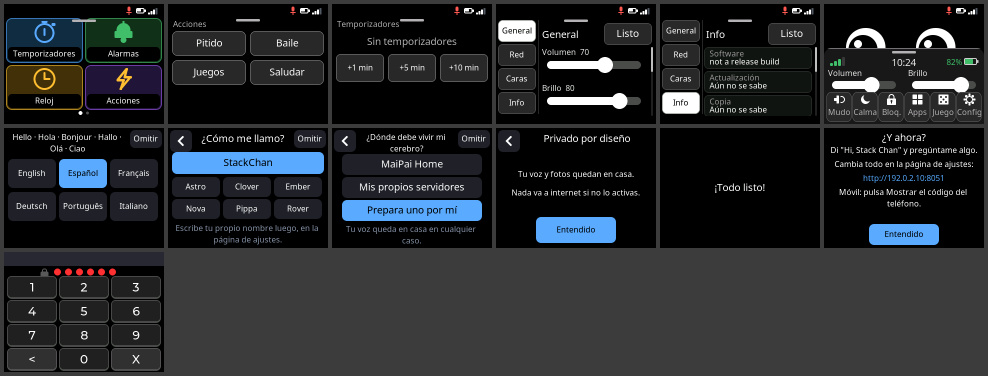 Temporizadores
Alarmas
Reloj
Acciones
Acciones
Pitido
Baile
Juegos
Saludar
Temporizadores
Sin temporizadores
+1 min
+5 min
+10 min
General
Red
Caras
Info
General
Listo
Volumen 70
Brillo 80
General
Red
Caras
Info
Info
Listo
Software
not a release build
Actualización
Aún no se sabe
Copia
Aún no se sabe
10:24
82%
Volumen
Brillo
Mudo
Calma
Bloq.
Apps
Juego
Config
Hello · Hola · Bonjour · Hallo ·
Olá · Ciao
Omitir
English
Español
Français
Deutsch
Português
Italiano
¿Cómo me llamo?
Omitir
StackChan
Astro
Clover
Ember
Nova
Pippa
Rover
Escribe tu propio nombre luego, en la
página de ajustes.
¿Dónde debe vivir mi
cerebro?
Omitir
MaiPai Home
Mis propios servidores
Prepara uno por mí
Tu voz queda en casa en cualquier
caso.
Privado por diseño
Tu voz y fotos quedan en casa.
Nada va a internet si no lo activas.
Entendido
¡Todo listo!
¿Y ahora?
Di "Hi, Stack Chan" y pregúntame algo.
Cambia todo en la página de ajustes:
http://192.0.2.10:8051
Móvil: pulsa Mostrar el código del
teléfono.
Entendido
1
2
3
4
5
6
7
8
9
<
0
X